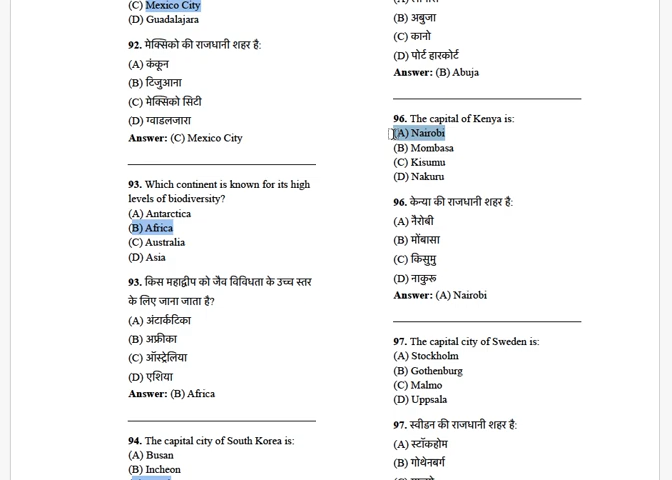 (C) Mexico City
(D) Guadalajara
92. मेक्सिको की राजधानी शहर है:
(A) कंकून
(B) टिजुआना
(C) मेक्सिको सिटी
(D) ग्वाडलजारा
Answer: (C) Mexico City
93. Which continent is known for its high
levels of biodiversity?
(A) Antarctica
(B) Africa
(C) Australia
(D) Asia
93. किस महाद्वीप को जैव विविधता के उच्च स्तर
के लिए जाना जाता है?
(A) अंटार्कटिका
(B) अफ्रीका
(C) ऑस्ट्रेलिया
(D) एशिया
Answer: (B) Africa
94. The capital city of South Korea is:
(A) Busan
(B) Incheon
(B) अबुजा
(C) कानो
(D) पोर्ट हारकोर्ट
Answer: (B) Abuja
96. The capital of Kenya is:
(A) Nairobi
(B) Mombasa
(C) Kisumu
(D) Nakuru
96. केन्या की राजधानी शहर है:
(A) नैरोबी
(B) मोंबासा
(C) किसुमु
(D) नाकुरू
Answer: (A) Nairobi
97. The capital city of Sweden is:
(A) Stockholm
(B) Gothenburg
(C) Malmo
(D) Uppsala
97. स्वीडन की राजधानी शहर है:
(A) स्टॉकहोम
(B) गोथेनबर्ग